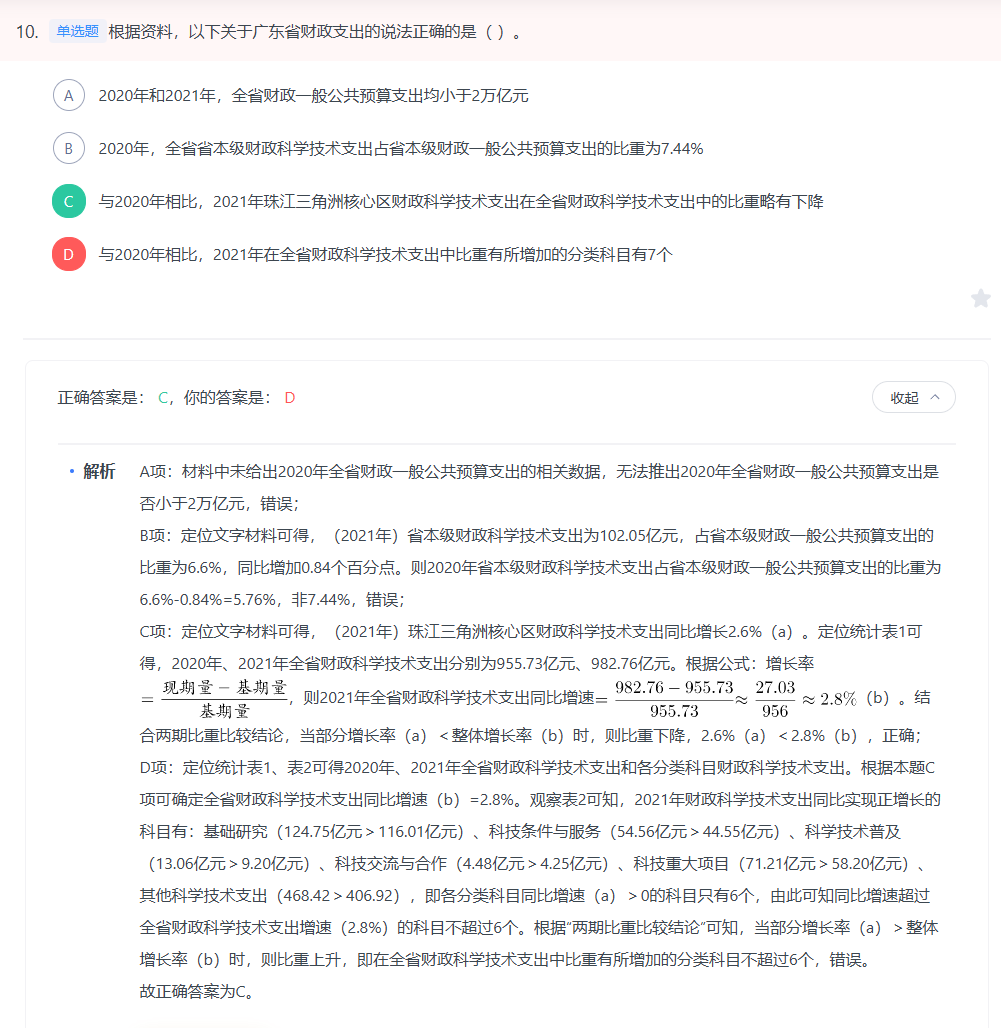 10. 单选题 根据资料，以下关于广东省财政支出的说法正确的是（ ）。
A 2020年和2021年，全省财政一般公共预算支出均小于2万亿元
B 2020年，全省省本级财政科学技术支出占省本级财政一般公共预算支出的比重为7.44%
C 与2020年相比，2021年珠江三角洲核心区财政科学技术支出在全省财政科学技术支出中的比重略有下降
D 与2020年相比，2021年在全省财政科学技术支出中比重有所增加的分类科目有7个
正确答案是： C，你的答案是： D
收起
• 解析 A项：材料中未给出2020年全省财政一般公共预算支出的相关数据，无法推出2020年全省财政一般公共预算支出是
否小于2万亿元，错误；
B项：定位文字材料可得，（2021年）省本级财政科学技术支出为102.05亿元，占省本级财政一般公共预算支出的
比重为6.6%，同比增加0.84个百分点。则2020年省本级财政科学技术支出占省本级财政一般公共预算支出的比重为
6.6%-0.84%=5.76%，非7.44%，错误；
C项：定位文字材料可得，（2021年）珠江三角洲核心区财政科学技术支出同比增长2.6%（a）。定位统计表1可
得，2020年、2021年全省财政科学技术支出分别为955.73亿元、982.76亿元。根据公式：增长率
= (现期量 − 基期量)/基期量，则2021年全省财政科学技术支出同比增速= (982.76 − 955.73)/955.73 ≈ 27.03/956 ≈ 2.8%（b）。结
合两期比重比较结论，当部分增长率（a）＜整体增长率（b）时，则比重下降，2.6%（a）＜2.8%（b），正确；
D项：定位统计表1、表2可得2020年、2021年全省财政科学技术支出和各分类科目财政科学技术支出。根据本题C
项可确定全省财政科学技术支出同比增速（b）=2.8%。观察表2可知，2021年财政科学技术支出同比实现正增长的
科目有：基础研究（124.75亿元＞116.01亿元）、科技条件与服务（54.56亿元＞44.55亿元）、科学技术普及
（13.06亿元＞9.20亿元）、科技交流与合作（4.48亿元＞4.25亿元）、科技重大项目（71.21亿元＞58.20亿元）、
其他科学技术支出（468.42＞406.92），即各分类科目同比增速（a）＞0的科目只有6个，由此可知同比增速超过
全省财政科学技术支出增速（2.8%）的科目不超过6个。根据“两期比重比较结论”可知，当部分增长率（a）＞整体
增长率（b）时，则比重上升，即在全省财政科学技术支出中比重有所增加的分类科目不超过6个，错误。
故正确答案为C。